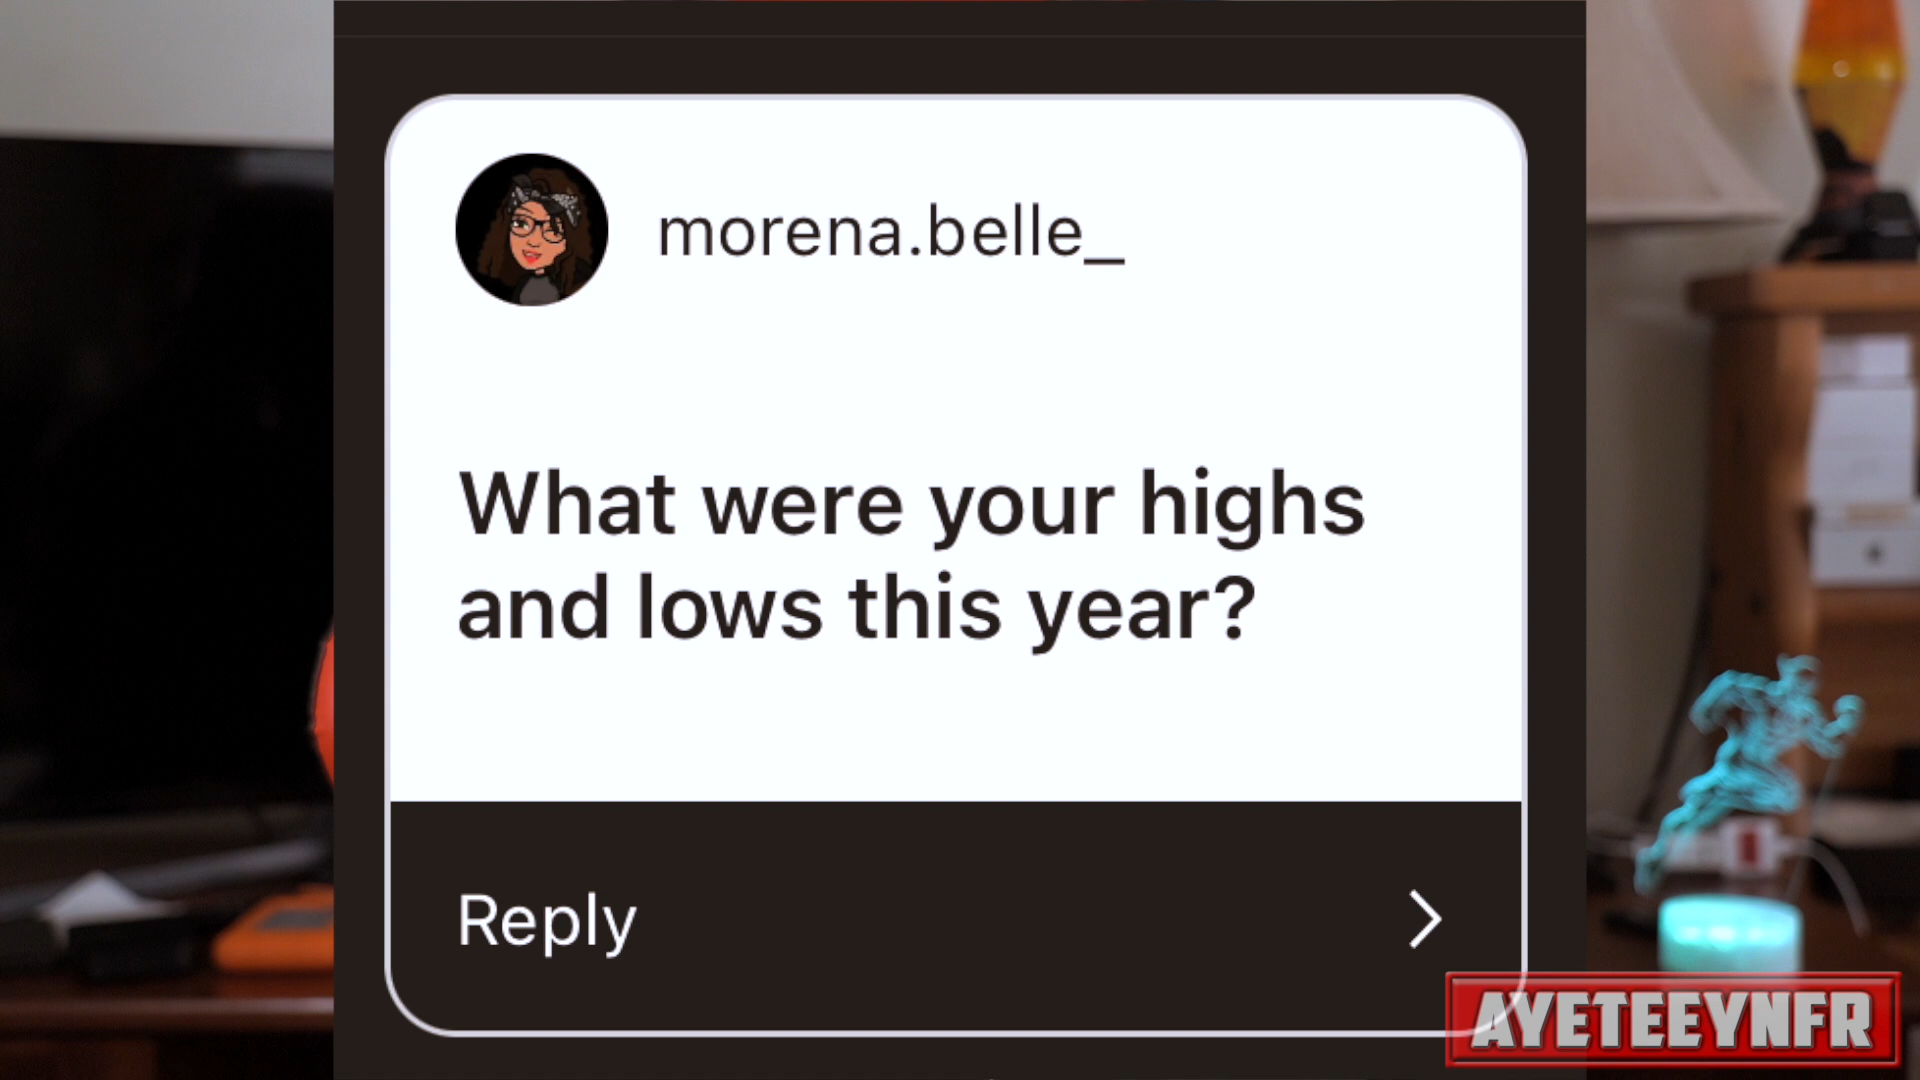 morena.belle_
What were your highs
and lows this year?
Reply
AYETEEYNFR